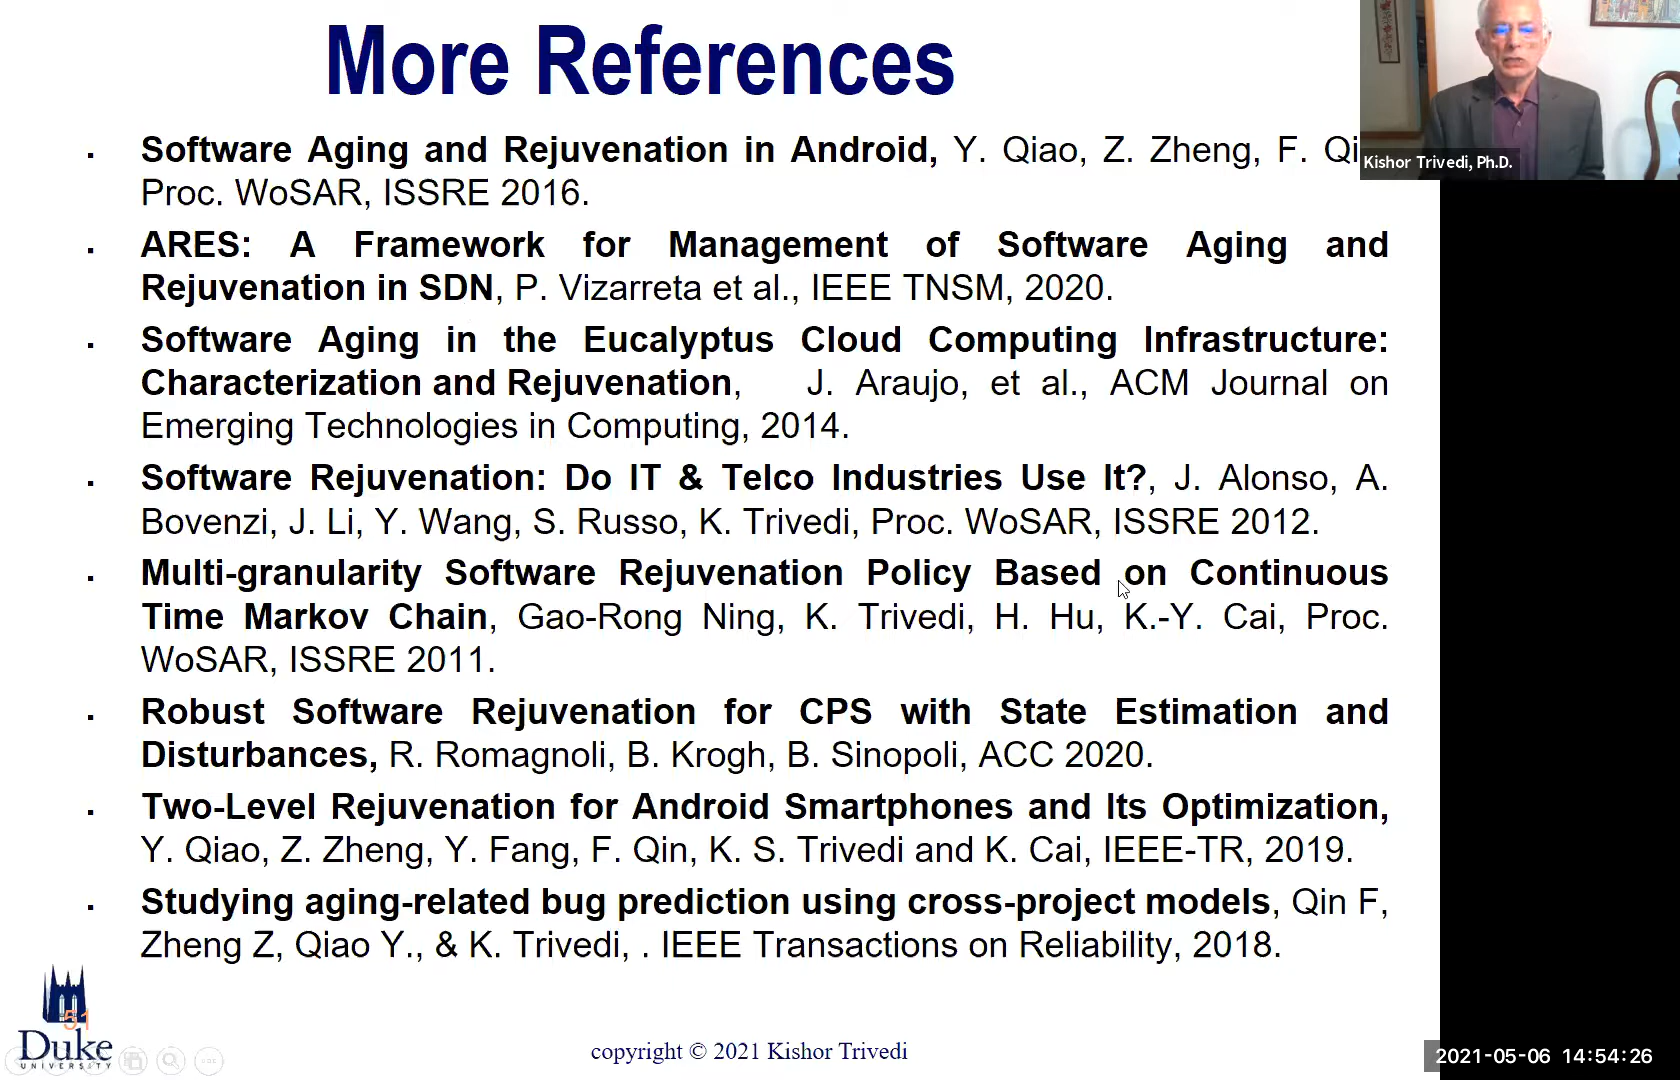 More References
▪ Software Aging and Rejuvenation in Android, Y. Qiao, Z. Zheng, F. Qi
Proc. WoSAR, ISSRE 2016.
▪ ARES: A Framework for Management of Software Aging and
Rejuvenation in SDN, P. Vizarreta et al., IEEE TNSM, 2020.
▪ Software Aging in the Eucalyptus Cloud Computing Infrastructure:
Characterization and Rejuvenation, J. Araujo, et al., ACM Journal on
Emerging Technologies in Computing, 2014.
▪ Software Rejuvenation: Do IT & Telco Industries Use It?, J. Alonso, A.
Bovenzi, J. Li, Y. Wang, S. Russo, K. Trivedi, Proc. WoSAR, ISSRE 2012.
▪ Multi-granularity Software Rejuvenation Policy Based on Continuous
Time Markov Chain, Gao-Rong Ning, K. Trivedi, H. Hu, K.-Y. Cai, Proc.
WoSAR, ISSRE 2011.
▪ Robust Software Rejuvenation for CPS with State Estimation and
Disturbances, R. Romagnoli, B. Krogh, B. Sinopoli, ACC 2020.
▪ Two-Level Rejuvenation for Android Smartphones and Its Optimization,
Y. Qiao, Z. Zheng, Y. Fang, F. Qin, K. S. Trivedi and K. Cai, IEEE-TR, 2019.
▪ Studying aging-related bug prediction using cross-project models, Qin F,
Zheng Z, Qiao Y., & K. Trivedi, . IEEE Transactions on Reliability, 2018.
Kishor Trivedi, Ph.D.
51
Duke
UNIVERSITY
copyright © 2021 Kishor Trivedi
2021-05-06 14:54:26